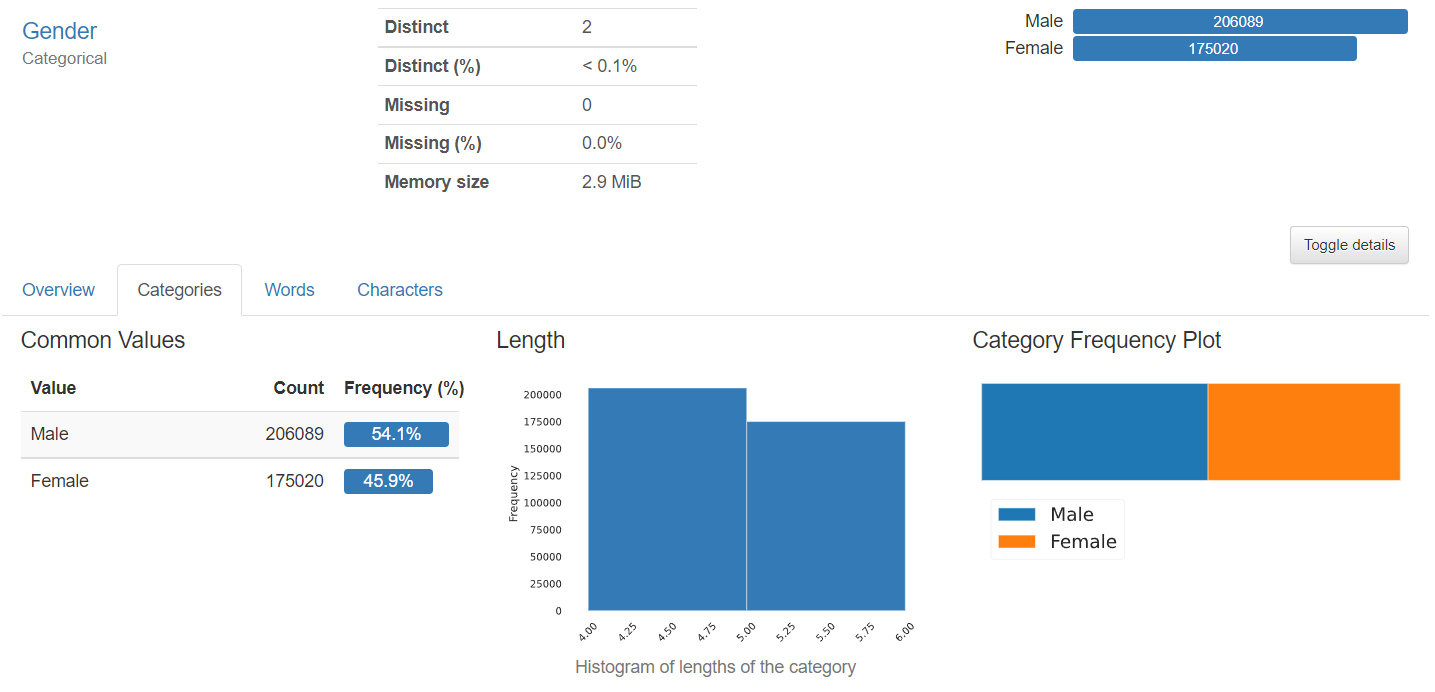 Gender
Categorical
Distinct 2
Distinct (%) < 0.1%
Missing 0
Missing (%) 0.0%
Memory size 2.9 MiB
Male 206089
Female 175020
Toggle details
Overview Categories Words Characters
Common Values
Value Count Frequency (%)
Male 206089 54.1%
Female 175020 45.9%
Length
Frequency
200000
175000
150000
125000
100000
75000
50000
25000
0
4.00 4.25 4.50 4.75 5.00 5.25 5.50 5.75 6.00
Histogram of lengths of the category
Category Frequency Plot
Male
Female